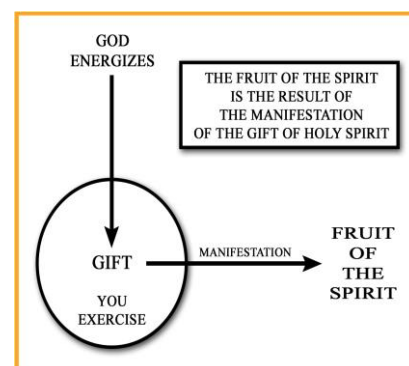 GOD
ENERGIZES
THE FRUIT OF THE SPIRIT
IS THE RESULT OF
THE MANIFESTATION
OF THE GIFT OF HOLY SPIRIT
GIFT
MANIFESTATION
YOU
EXERCISE
FRUIT
OF
THE
SPIRIT